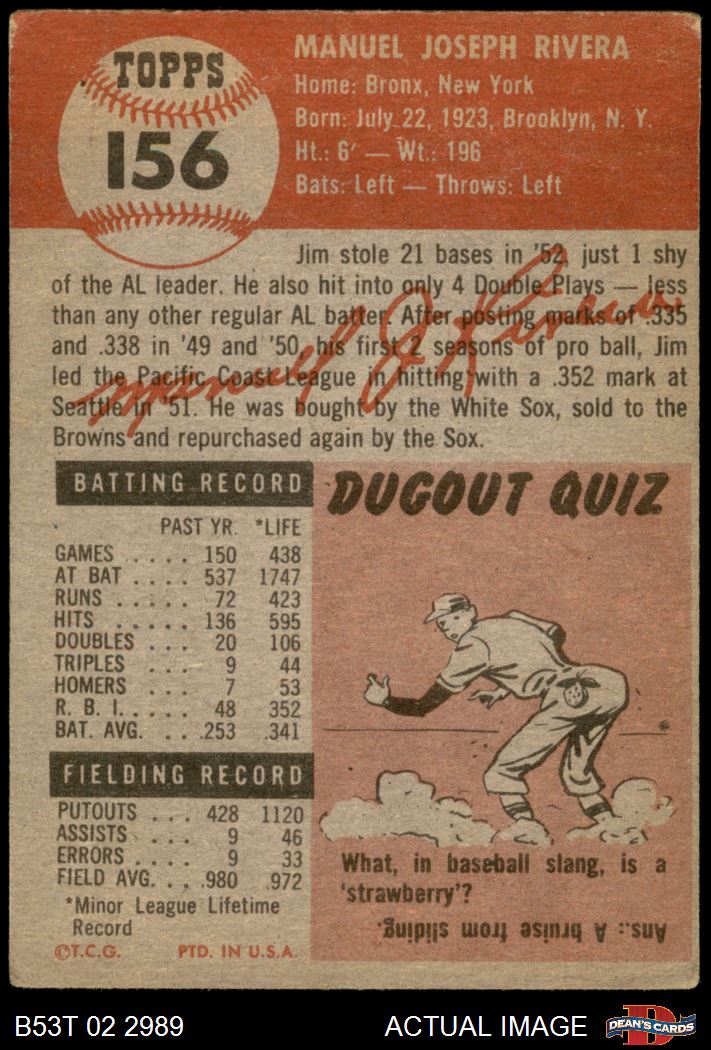 TOPPS
156
MANUEL JOSEPH RIVERA
Home: Bronx, New York
Born: July 22, 1923, Brooklyn, N. Y.
Ht.: 6′ — Wt.: 196
Bats: Left — Throws: Left
Jim stole 21 bases in '52, just 1 shy
of the AL leader. He also hit into only 4 Double Plays — less
than any other regular AL batter. After posting marks of .335
and .338 in '49 and '50, his first 2 seasons of pro ball, Jim
led the Pacific Coast League in hitting with a .352 mark at
Seattle in '51. He was bought by the White Sox, sold to the
Browns and repurchased again by the Sox.
Manuel J. Rivera
BATTING RECORD
PAST YR. *LIFE
GAMES .... 150 438
AT BAT .... 537 1747
RUNS ..... 72 423
HITS ..... 136 595
DOUBLES ... 20 106
TRIPLES ... 9 44
HOMERS ... 7 53
R. B. I. .... 48 352
BAT. AVG. .. .253 .341
FIELDING RECORD
PUTOUTS ... 428 1120
ASSISTS .... 9 46
ERRORS .... 9 33
FIELD AVG. .. .980 .972
*Minor League Lifetime
Record
©T.C.G. PTD. IN U.S.A.
DUGOUT QUIZ
What, in baseball slang, is a
'strawberry'?
Ans.: A bruise from sliding.
B53T 02 2989
ACTUAL IMAGE
DEAN'S CARDS